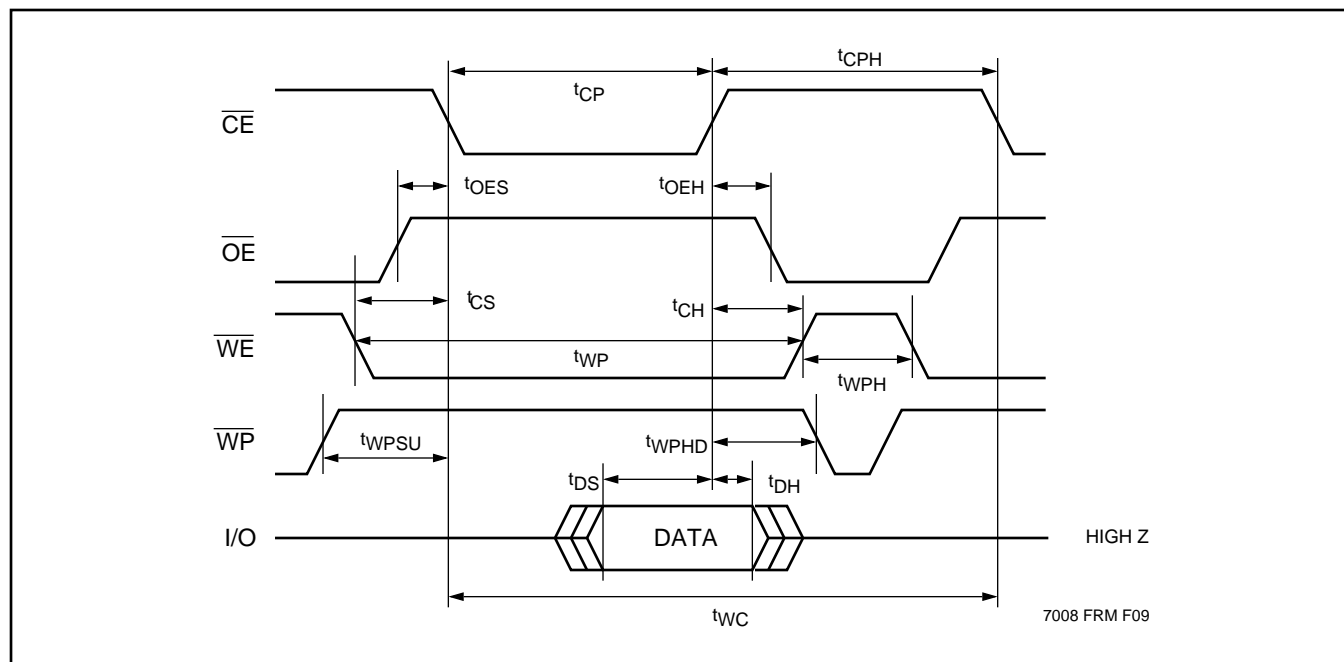 tCPH
tCP
CE
tOES
tOEH
OE
tCS
tCH
WE
tWP
tWPH
WP
tWPSU
tWPHD
tDS
tDH
I/O
DATA
HIGH Z
tWC
7008 FRM F09